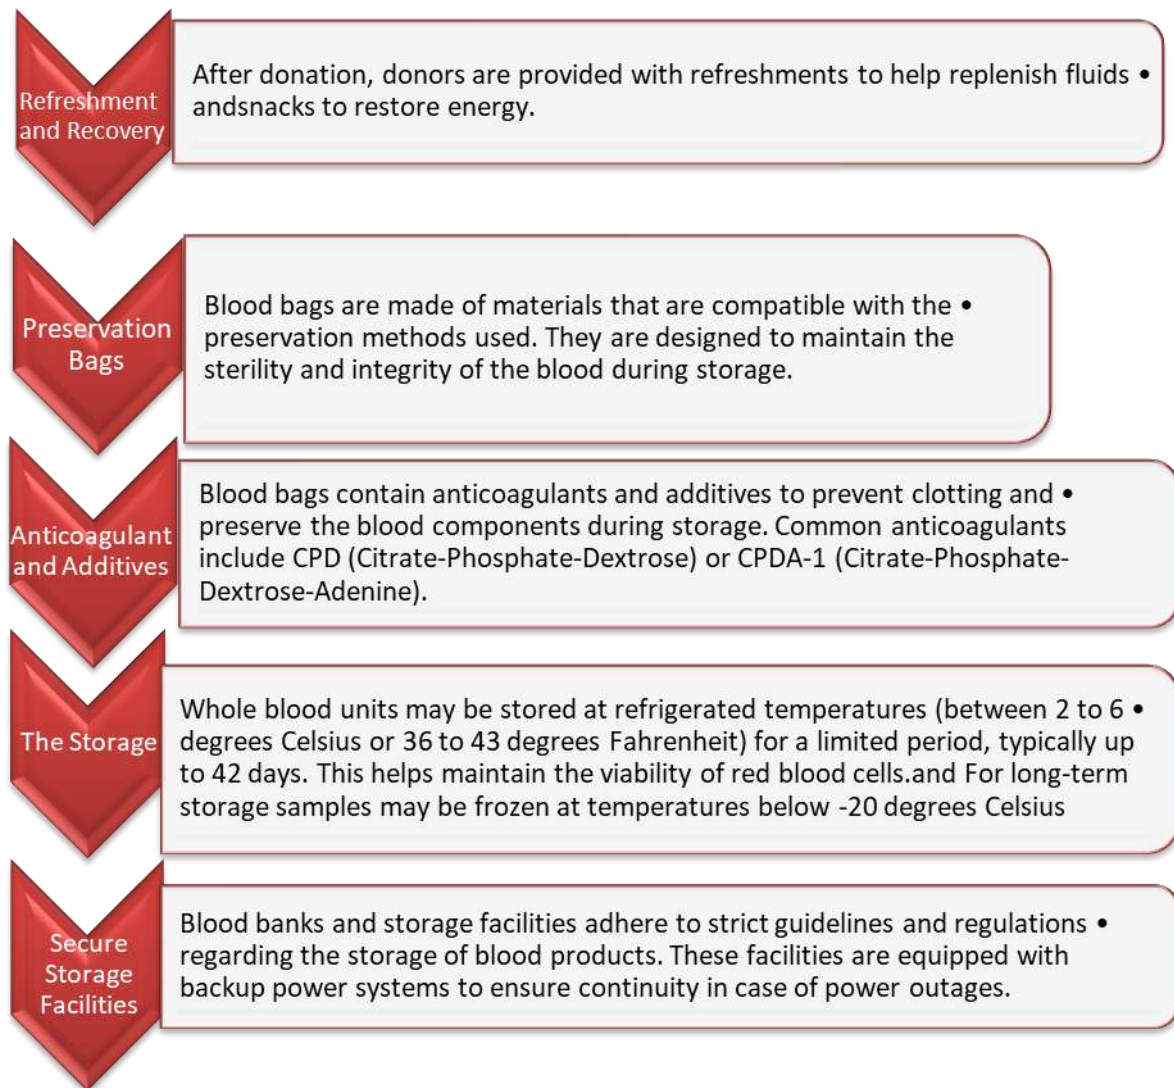 Refreshment
and Recovery
After donation, donors are provided with refreshments to help replenish fluids •
andsnacks to restore energy.
Preservation
Bags
Blood bags are made of materials that are compatible with the •
preservation methods used. They are designed to maintain the
sterility and integrity of the blood during storage.
Anticoagulant
and Additives
Blood bags contain anticoagulants and additives to prevent clotting and •
preserve the blood components during storage. Common anticoagulants
include CPD (Citrate-Phosphate-Dextrose) or CPDA-1 (Citrate-Phosphate-
Dextrose-Adenine).
The Storage
Whole blood units may be stored at refrigerated temperatures (between 2 to 6 •
degrees Celsius or 36 to 43 degrees Fahrenheit) for a limited period, typically up
to 42 days. This helps maintain the viability of red blood cells.and For long-term
storage samples may be frozen at temperatures below -20 degrees Celsius
Secure
Storage
Facilities
Blood banks and storage facilities adhere to strict guidelines and regulations •
regarding the storage of blood products. These facilities are equipped with
backup power systems to ensure continuity in case of power outages.